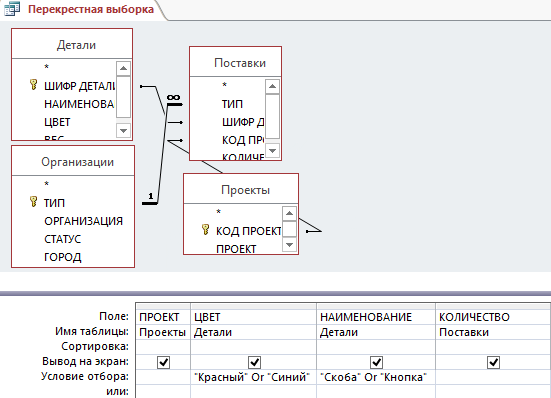 Перекрестная выборка
Детали
*
ШИФР ДЕТАЛИ
НАИМЕНОВА
ЦВЕТ
ВЕС
Поставки
*
ТИП
ШИФР Д
КОД ПРО
КОЛИЧЕ
Организации
*
ТИП
ОРГАНИЗАЦИЯ
СТАТУС
ГОРОД
Проекты
*
КОД ПРОЕКТ
ПРОЕКТ
∞
1
Поле: ПРОЕКТ ЦВЕТ НАИМЕНОВАНИЕ КОЛИЧЕСТВО
Имя таблицы: Проекты Детали Детали Поставки
Сортировка:
Вывод на экран:
Условие отбора: "Красный" Or "Синий" "Скоба" Or "Кнопка"
или: